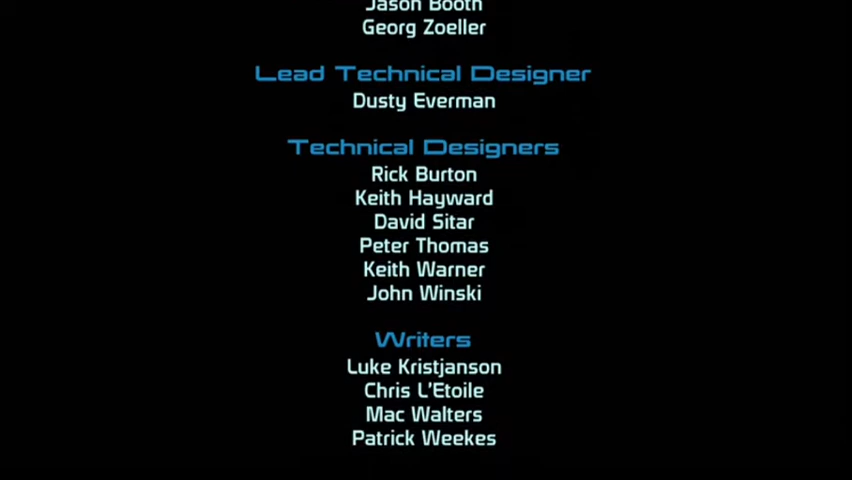 Jason Booth
Georg Zoeller
Lead Technical Designer
Dusty Everman
Technical Designers
Rick Burton
Keith Hayward
David Sitar
Peter Thomas
Keith Warner
John Winski
Writers
Luke Kristjanson
Chris L'Etoile
Mac Walters
Patrick Weekes